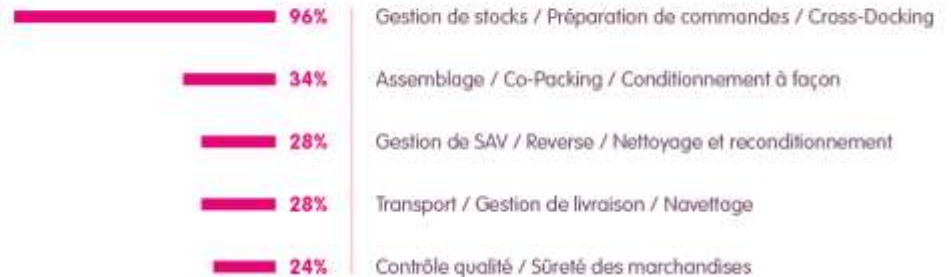 96% Gestion de stocks / Préparation de commandes / Cross-Docking
34% Assemblage / Co-Packing / Conditionnement à façon
28% Gestion de SAV / Reverse / Nettoyage et reconditionnement
28% Transport / Gestion de livraison / Navettage
24% Contrôle qualité / Sûreté des marchandises